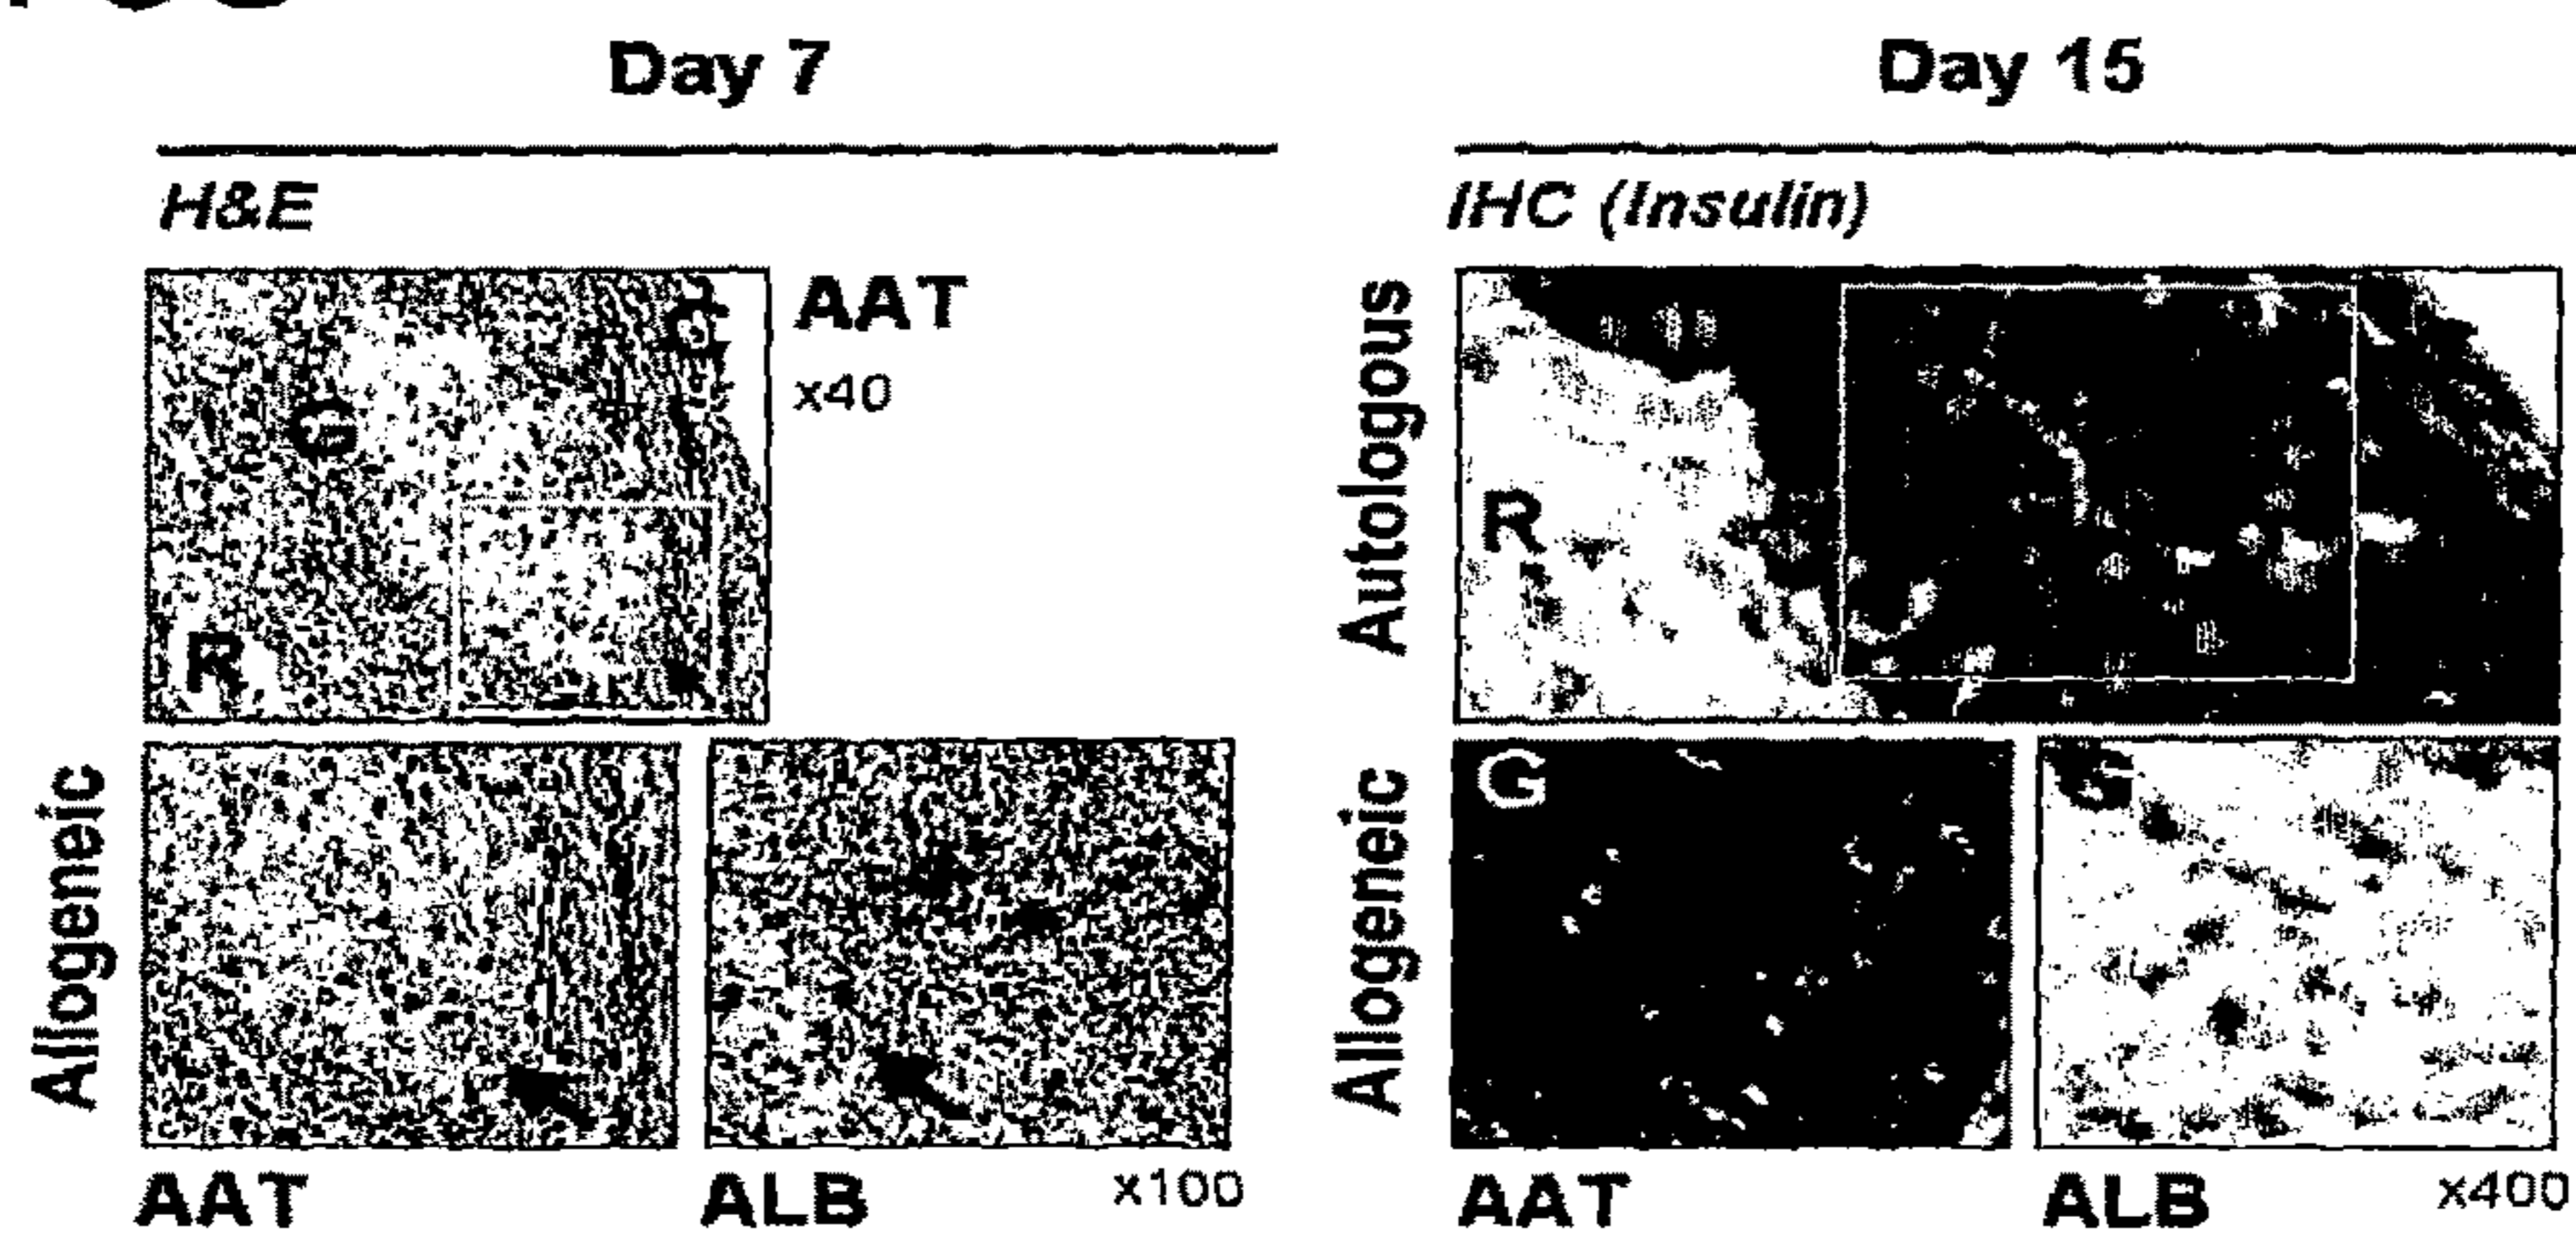 Day 7
H&E
G
R
AAT
x40
Allogeneic
AAT
ALB
x100
Day 15
IHC (Insulin)
Autologous
R
Allogeneic
G
G
AAT
ALB
x400